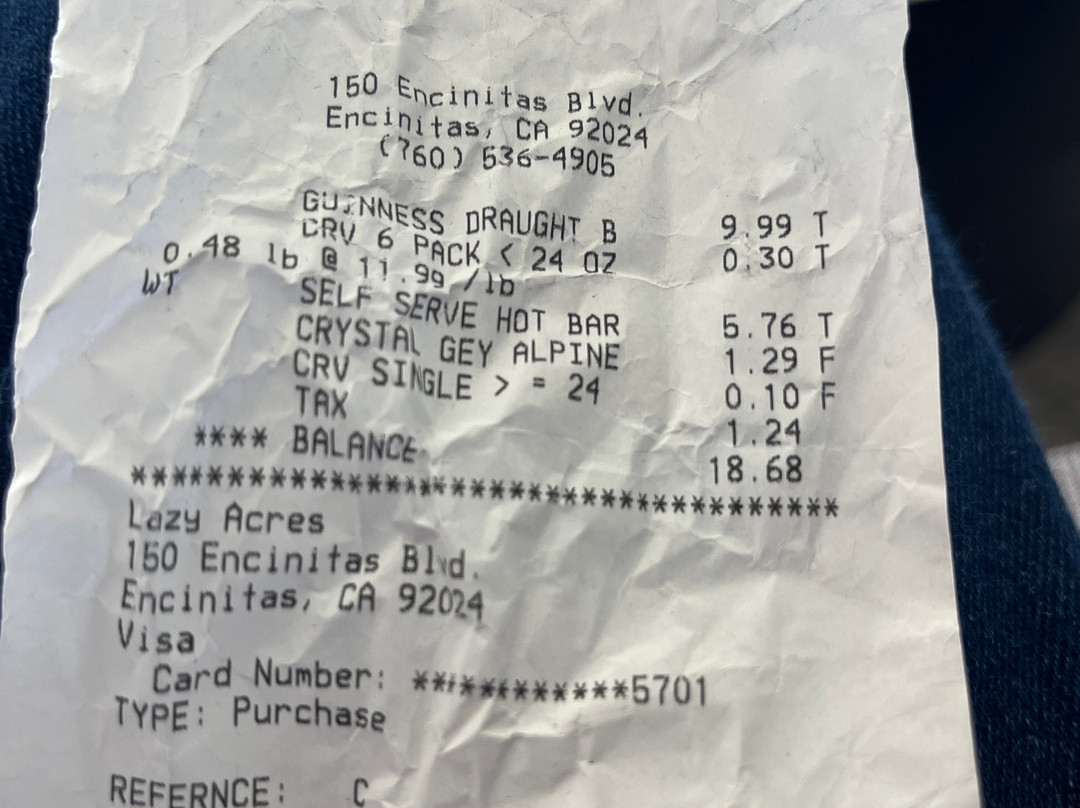 150 Encinitas Blvd.
Encinitas, CA 92024
(760) 536-4905
GUINNESS DRAUGHT B 9.99 T
CRV 6 PACK < 24 OZ 0.30 T
0.48 lb @ 11.99 /lb
WT SELF SERVE HOT BAR 5.76 T
CRYSTAL GEY ALPINE 1.29 F
CRV SINGLE > = 24 0.10 F
TAX 1.24
**** BALANCE 18.68
***************************************
Lazy Acres
150 Encinitas Blvd.
Encinitas, CA 92024
Visa
Card Number: ************5701
TYPE: Purchase
REFERNCE: C